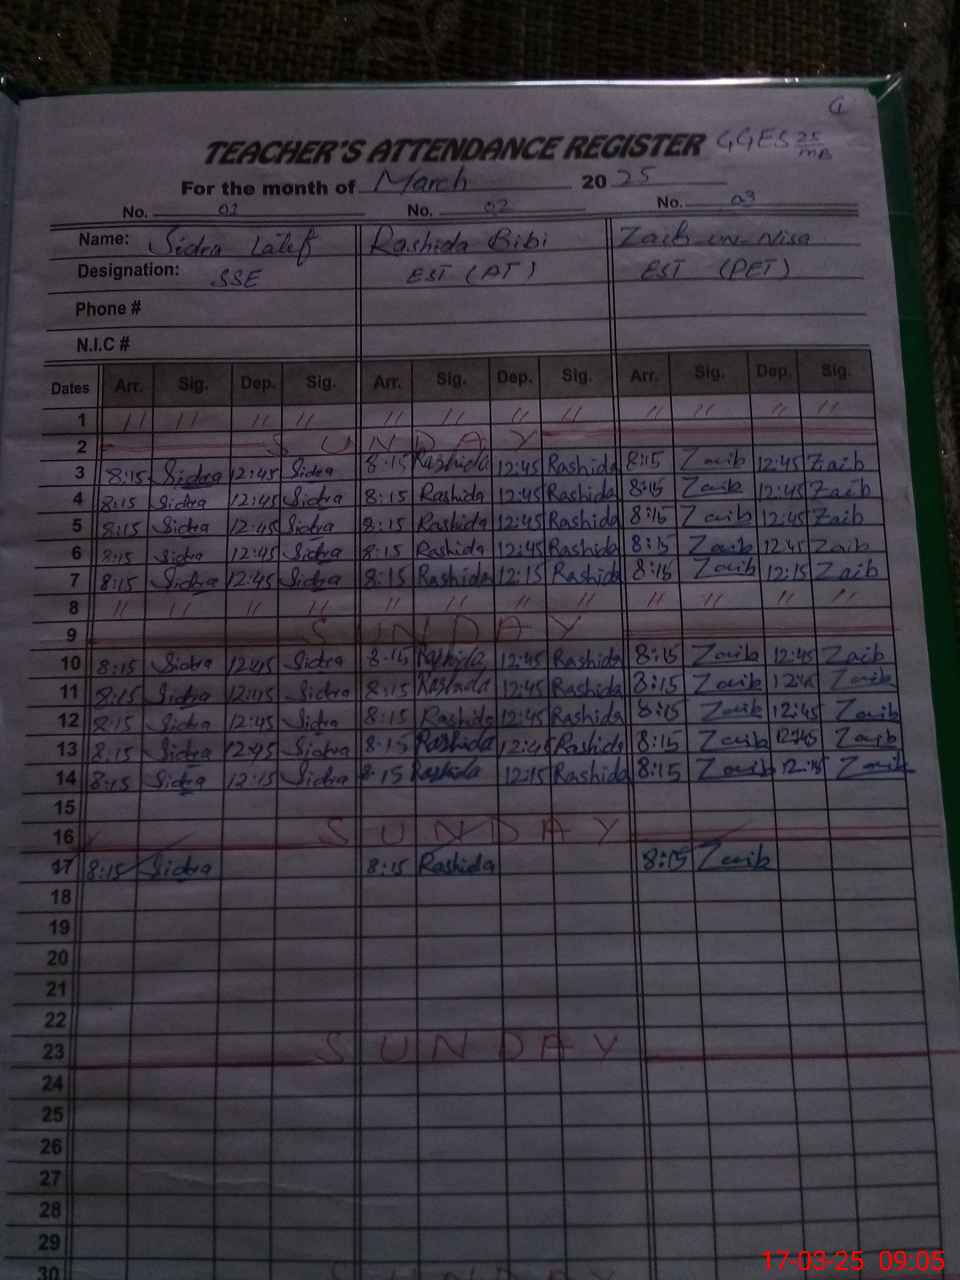 G
TEACHER'S ATTENDANCE REGISTER GGES 25/MB
For the month of March 2025
No. 01 No. 02 No. 03
Name: Sidra Latif Rashida Bibi Zaib un Nisa
Designation: SSE EST (AT) EST (PET)
Phone #
N.I.C #
Dates Arr. Sig. Dep. Sig. Arr. Sig. Dep. Sig. Arr. Sig. Dep. Sig.
1 " " " " " " " " " " " "
2 SUNDAY
3 8:15 Sidra 12:45 Sidra 8:15 Rashida 12:45 Rashida 8:15 Zaib 12:45 Zaib
4 8:15 Sidra 12:45 Sidra 8:15 Rashida 12:45 Rashida 8:15 Zaib 12:45 Zaib
5 8:15 Sidra 12:45 Sidra 8:15 Rashida 12:45 Rashida 8:15 Zaib 12:45 Zaib
6 8:15 Sidra 12:45 Sidra 8:15 Rashida 12:45 Rashida 8:15 Zaib 12:45 Zaib
7 8:15 Sidra 12:45 Sidra 8:15 Rashida 12:15 Rashida 8:15 Zaib 12:15 Zaib
8 " " " " " " " " " " " "
9 SUNDAY
10 8:15 Sidra 12:45 Sidra 8:15 Rashida 12:45 Rashida 8:15 Zaib 12:45 Zaib
11 8:15 Sidra 12:45 Sidra 8:15 Rashida 12:45 Rashida 8:15 Zaib 12:45 Zaib
12 8:15 Sidra 12:45 Sidra 8:15 Rashida 12:45 Rashida 8:15 Zaib 12:45 Zaib
13 8:15 Sidra 12:45 Sidra 8:15 Rashida 12:45 Rashida 8:15 Zaib 12:45 Zaib
14 8:15 Sidra 12:15 Sidra 8:15 Rashida 12:15 Rashida 8:15 Zaib 12:15 Zaib
15
16 SUNDAY
17 8:15 Sidra 8:15 Rashida 8:15 Zaib
18
19
20
21
22
23 SUNDAY
24
25
26
27
28
29
30 SUNDAY
17-03-25 09:05